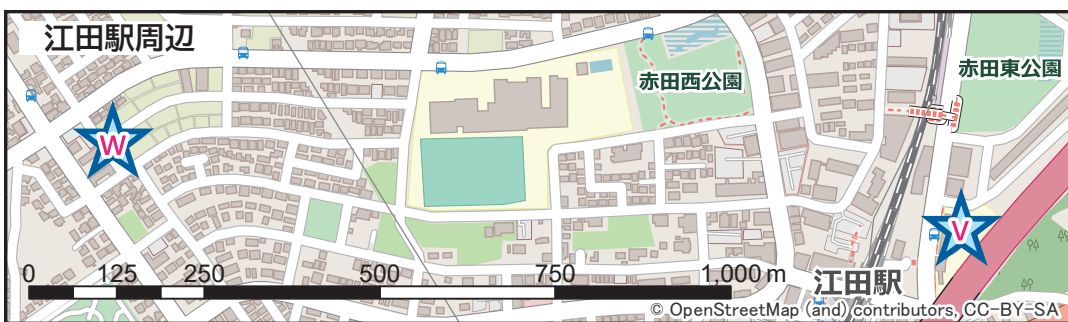 江田駅周辺
赤田西公園
赤田東公園
W
V
0 125 250 500 750 1,000 m
江田駅
© OpenStreetMap (and) contributors, CC-BY-SA